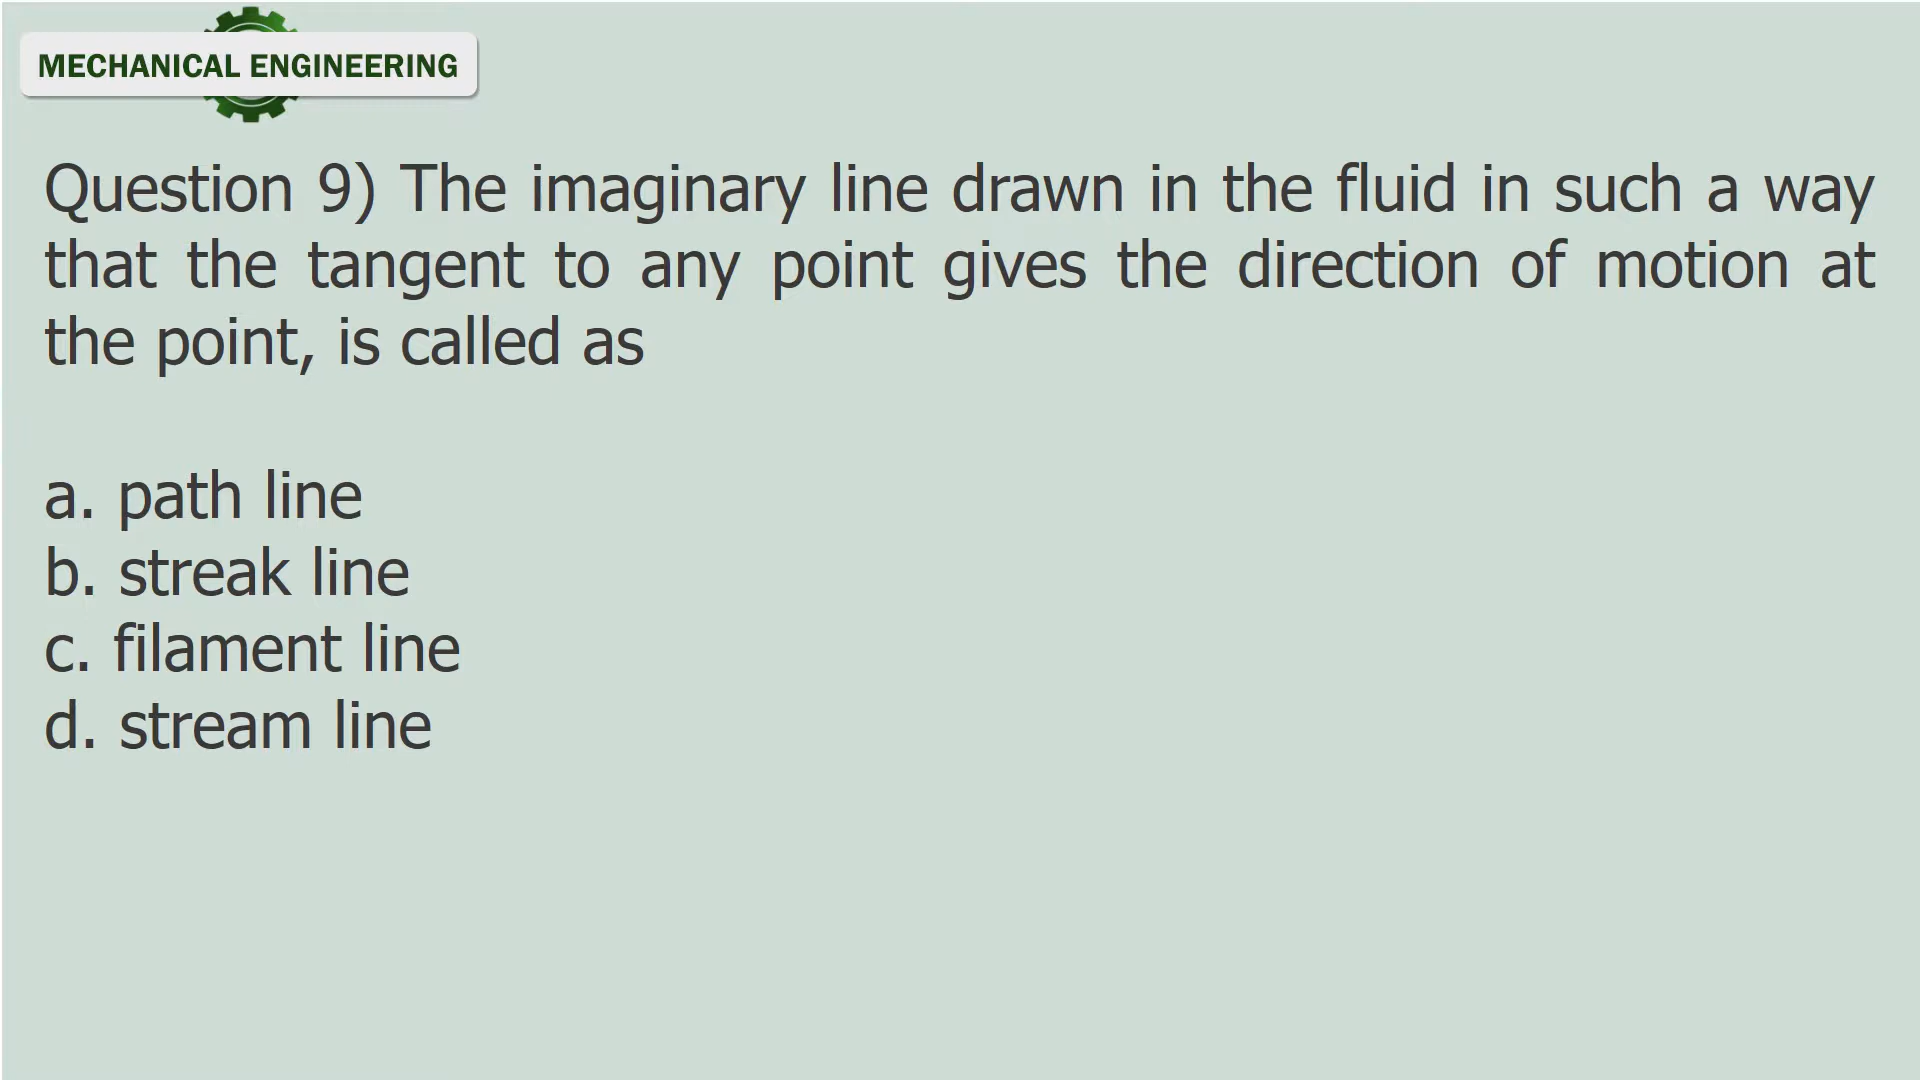 MECHANICAL ENGINEERING
Question 9) The imaginary line drawn in the fluid in such a way
that the tangent to any point gives the direction of motion at
the point, is called as
a. path line
b. streak line
c. filament line
d. stream line